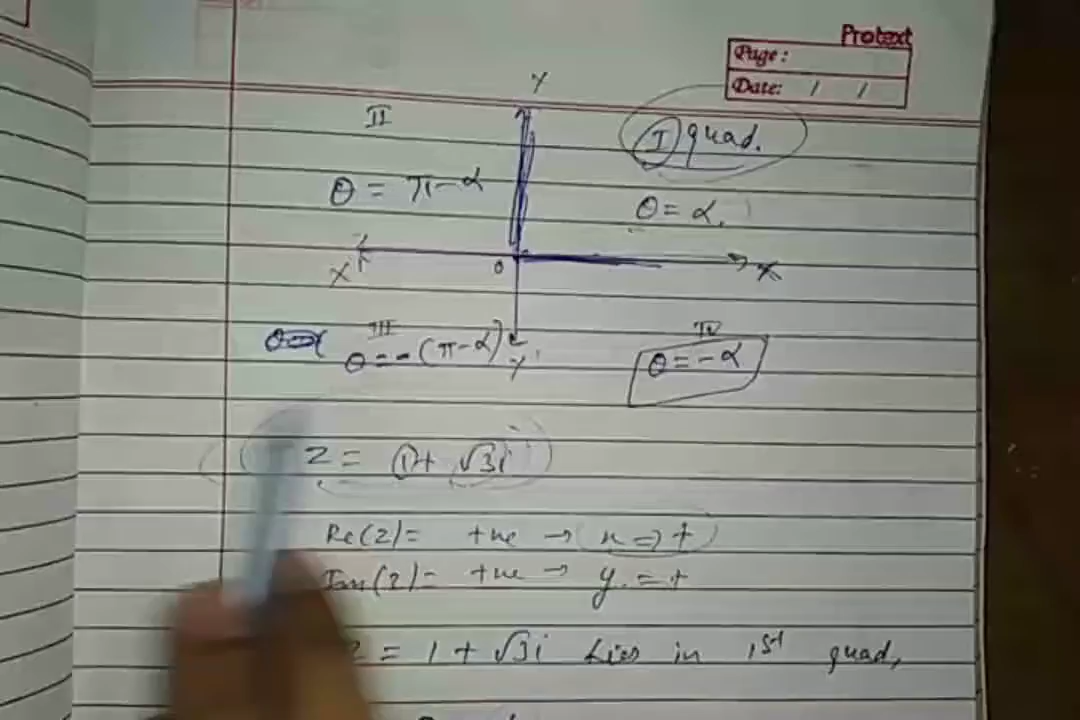 Protext
Page:
Date: / /
Y
II
I quad.
θ = π-α
θ = α
X'
0
X
III
IV
θ = -(π-α)
Y'
θ = -α
z = 1 + √3i
Re(z) = +ve → x => +
Im(z) = +ve → y = +
z = 1 + √3i Lies in 1st quad,